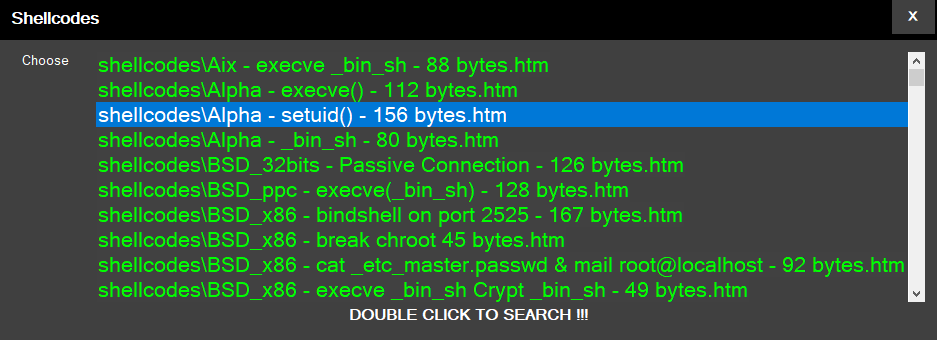 Shellcodes
x
Choose
shellcodes\Aix - execve _bin_sh - 88 bytes.htm
shellcodes\Alpha - execve() - 112 bytes.htm
shellcodes\Alpha - setuid() - 156 bytes.htm
shellcodes\Alpha - _bin_sh - 80 bytes.htm
shellcodes\BSD_32bits - Passive Connection - 126 bytes.htm
shellcodes\BSD_ppc - execve(_bin_sh) - 128 bytes.htm
shellcodes\BSD_x86 - bindshell on port 2525 - 167 bytes.htm
shellcodes\BSD_x86 - break chroot 45 bytes.htm
shellcodes\BSD_x86 - cat _etc_master.passwd & mail root@localhost - 92 bytes.htm
shellcodes\BSD_x86 - execve _bin_sh Crypt _bin_sh - 49 bytes.htm
DOUBLE CLICK TO SEARCH !!!